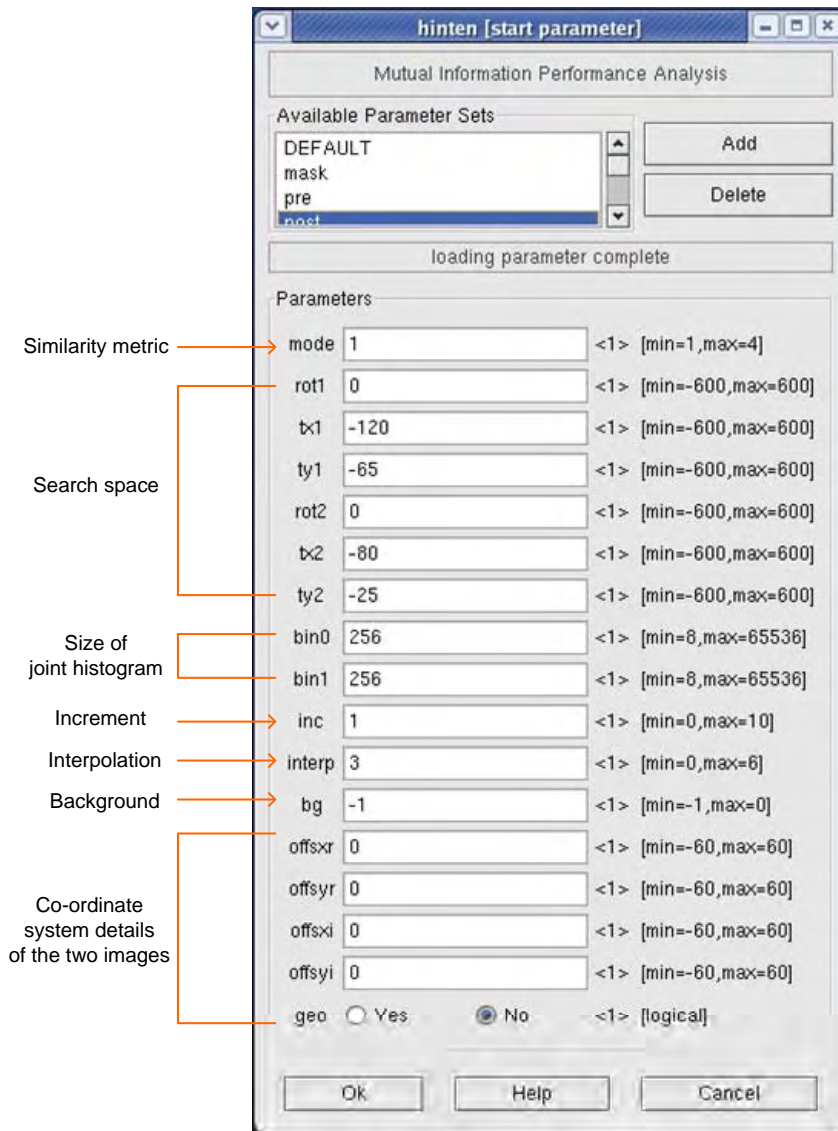 hinten [start parameter]
Mutual Information Performance Analysis
Available Parameter Sets
DEFAULT
mask
pre
post
Add
Delete
loading parameter complete
Parameters
Similarity metric
mode 1 <1> [min=1,max=4]
rot1 0 <1> [min=-600,max=600]
tx1 -120 <1> [min=-600,max=600]
ty1 -65 <1> [min=-600,max=600]
Search space
rot2 0 <1> [min=-600,max=600]
tx2 -80 <1> [min=-600,max=600]
ty2 -25 <1> [min=-600,max=600]
Size of
joint histogram
bin0 256 <1> [min=8,max=65536]
bin1 256 <1> [min=8,max=65536]
Increment
inc 1 <1> [min=0,max=10]
Interpolation
interp 3 <1> [min=0,max=6]
Background
bg -1 <1> [min=-1,max=0]
offsxr 0 <1> [min=-60,max=60]
offsyr 0 <1> [min=-60,max=60]
Co-ordinate
system details
of the two images
offsxi 0 <1> [min=-60,max=60]
offsyi 0 <1> [min=-60,max=60]
geo Yes No <1> [logical]
Ok Help Cancel